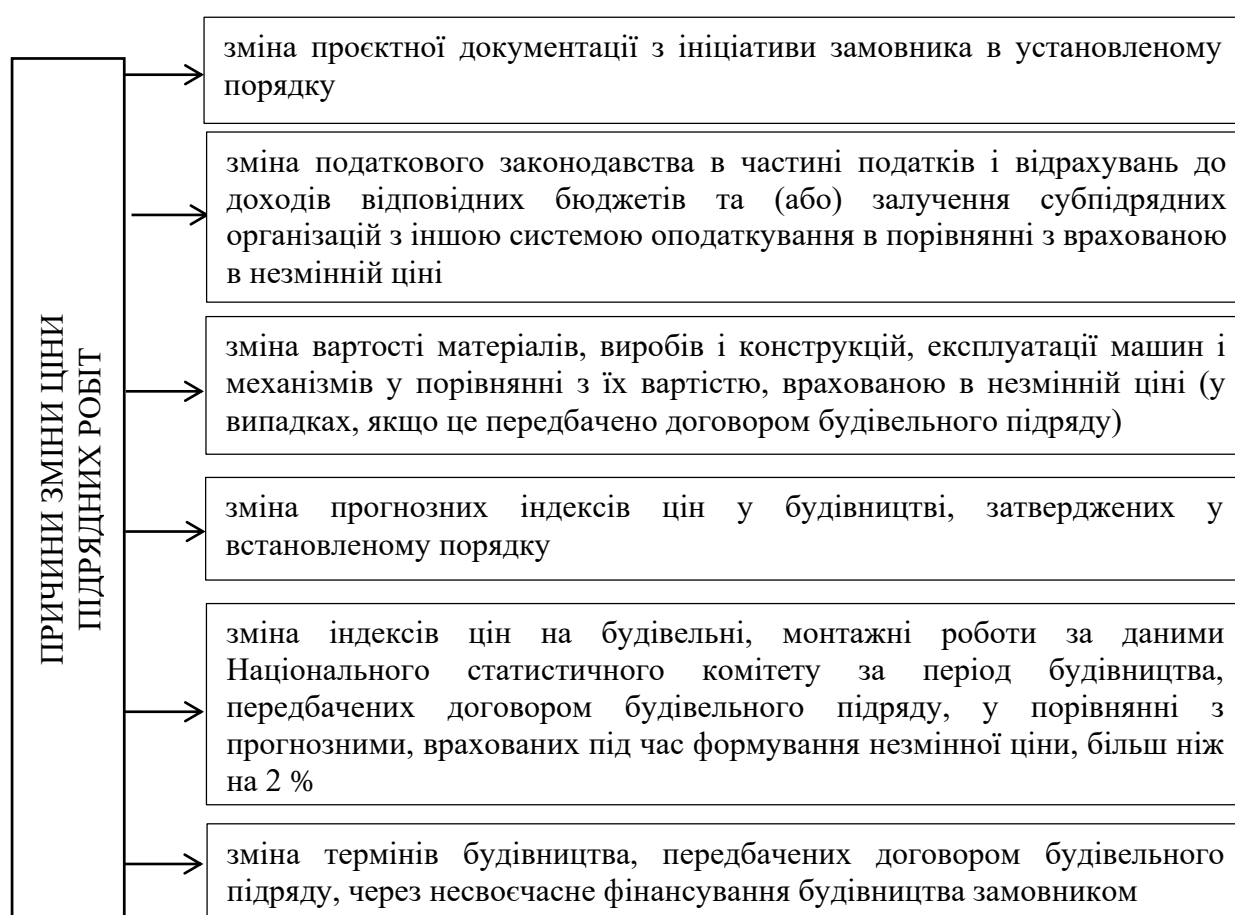 ПРИЧИНИ ЗМІНИ ЦІНИ
ПІДРЯДНИХ РОБІТ
зміна проєктної документації з ініціативи замовника в установленому
порядку
зміна податкового законодавства в частині податків і відрахувань до
доходів відповідних бюджетів та (або) залучення субпідрядних
організацій з іншою системою оподаткування в порівнянні з врахованою
в незмінній ціні
зміна вартості матеріалів, виробів і конструкцій, експлуатації машин і
механізмів у порівнянні з їх вартістю, врахованою в незмінній ціні (у
випадках, якщо це передбачено договором будівельного підряду)
зміна прогнозних індексів цін у будівництві, затверджених у
встановленому порядку
зміна індексів цін на будівельні, монтажні роботи за даними
Національного статистичного комітету за період будівництва,
передбачених договором будівельного підряду, у порівнянні з
прогнозними, врахованих під час формування незмінної ціни, більш ніж
на 2 %
зміна термінів будівництва, передбачених договором будівельного
підряду, через несвоєчасне фінансування будівництва замовником